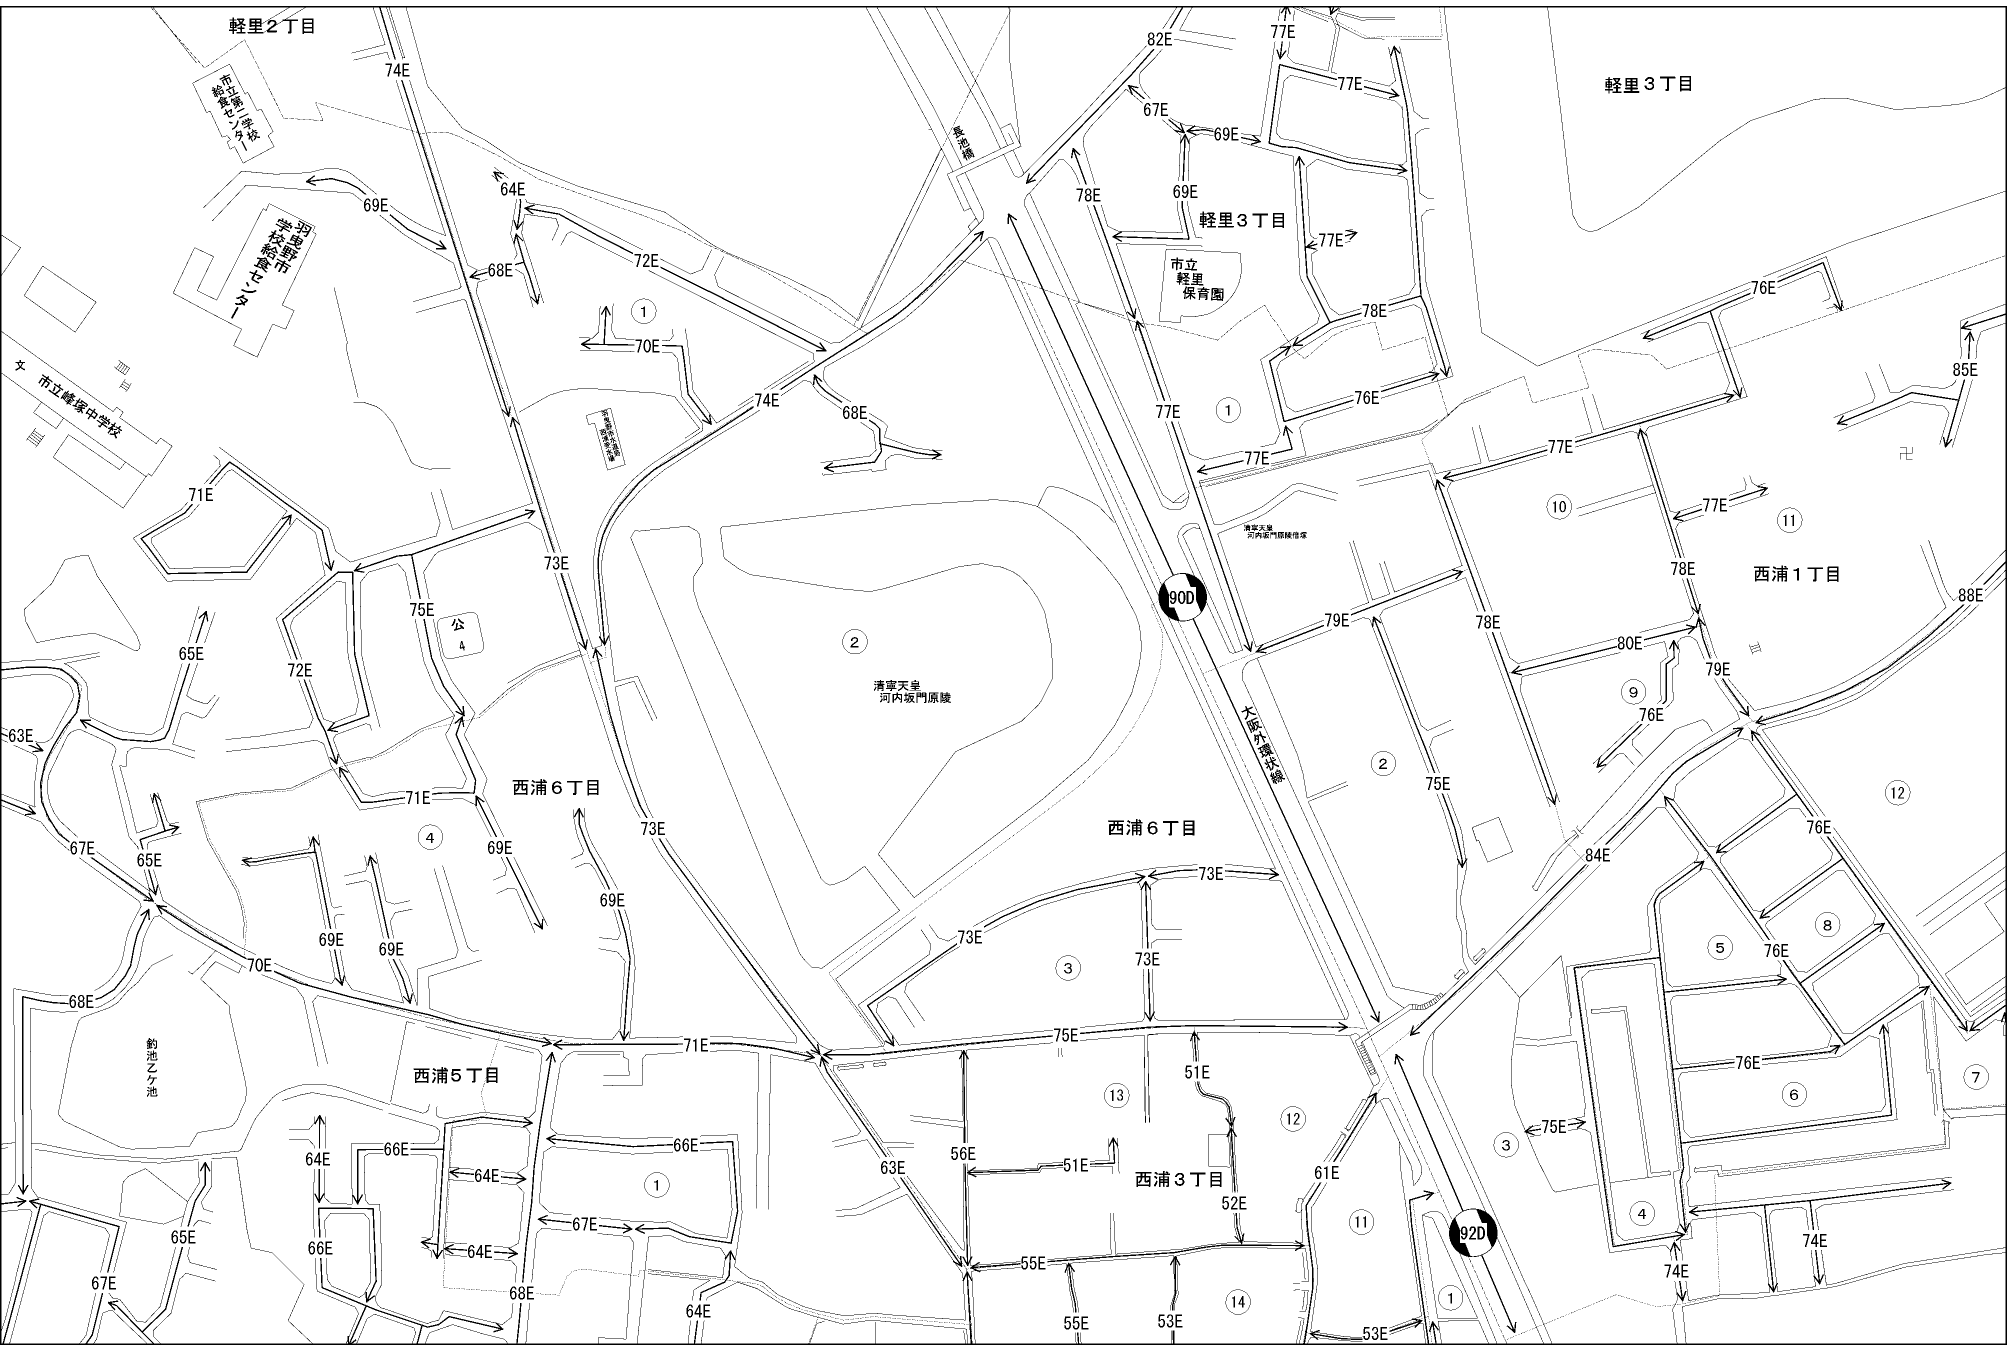 軽里２丁目
74E
82E
77E
市立第二学校
給食センター
77E
軽里３丁目
67E
69E
長池橋
69E
64E
78E
69E
軽里３丁目
77E
羽曳野市
学校給食センター
72E
68E
市立
軽里
保育園
76E
①
78E
70E
85E
文
市立峰塚中学校
74E
68E
77E
①
76E
77E
77E
卍
71E
73E
清寧天皇
河内坂門原陵倍塚
⑩
77E
⑪
西浦１丁目
78E
75E
公
4
90D
88E
79E
78E
②
80E
65E
72E
79E
清寧天皇
河内坂門原陵
⑨
76E
63E
大阪外環状線
②
75E
西浦６丁目
71E
⑫
73E
④
西浦６丁目
76E
67E
65E
69E
84E
73E
69E
⑧
69E
69E
73E
73E
③
⑤
76E
70E
68E
75E
71E
釣池乙ケ池
西浦５丁目
51E
76E
⑦
⑬
⑥
⑫
75E
③
66E
66E
64E
56E
51E
63E
61E
64E
西浦３丁目
①
52E
④
67E
⑪
65E
66E
64E
92D
74E
55E
74E
67E
68E
64E
⑭
①
55E
53E
53E